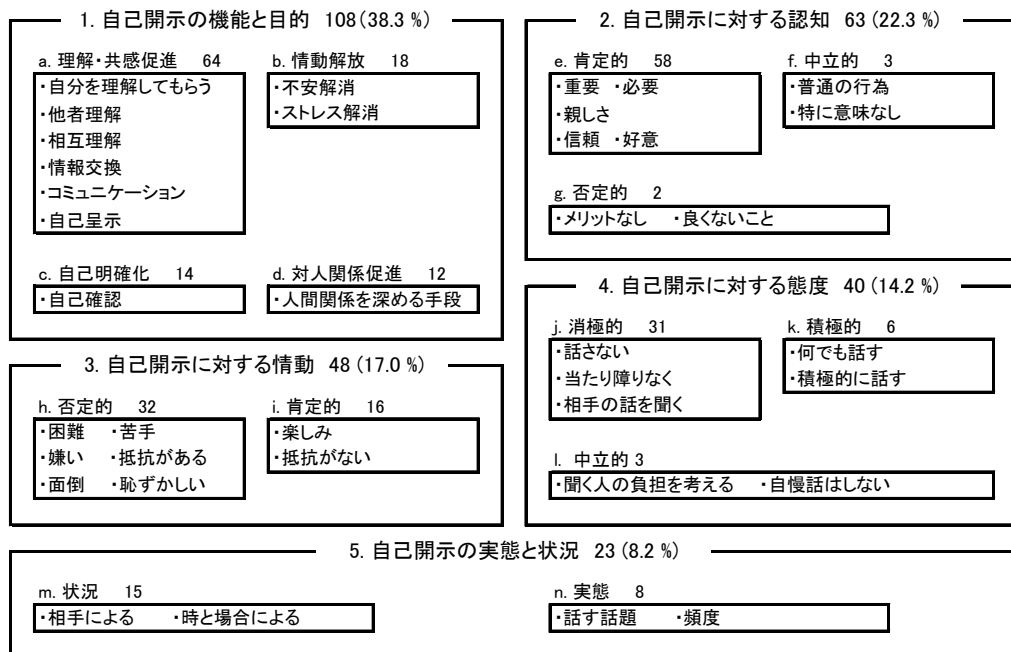 1. 自己開示の機能と目的 108(38.3 %)
a. 理解・共感促進 64
・自分を理解してもらう
・他者理解
・相互理解
・情報交換
・コミュニケーション
・自己呈示
b. 情動解放 18
・不安解消
・ストレス解消
c. 自己明確化 14
・自己確認
d. 対人関係促進 12
・人間関係を深める手段
2. 自己開示に対する認知 63(22.3 %)
e. 肯定的 58
・重要 ・必要
・親しさ
・信頼 ・好意
f. 中立的 3
・普通の行為
・特に意味なし
g. 否定的 2
・メリットなし ・良くないこと
3. 自己開示に対する情動 48(17.0 %)
h. 否定的 32
・困難 ・苦手
・嫌い ・抵抗がある
・面倒 ・恥ずかしい
i. 肯定的 16
・楽しみ
・抵抗がない
4. 自己開示に対する態度 40(14.2 %)
j. 消極的 31
・話さない
・当たり障りなく
・相手の話を聞く
k. 積極的 6
・何でも話す
・積極的に話す
l. 中立的 3
・聞く人の負担を考える ・自慢話はしない
5. 自己開示の実態と状況 23(8.2 %)
m. 状況 15
・相手による ・時と場合による
n. 実態 8
・話す話題 ・頻度